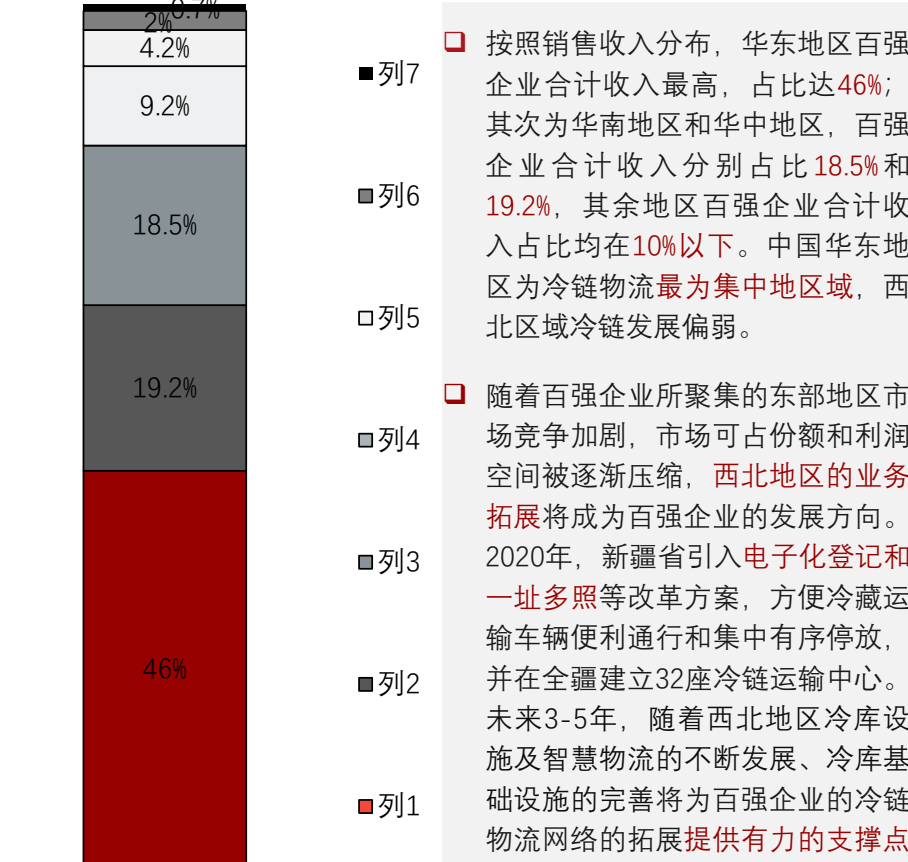 0.7%
2%
4.2%
9.2%
18.5%
19.2%
46%
列7
列6
列5
列4
列3
列2
列1
按照销售收入分布，华东地区百强
企业合计收入最高，占比达46%；
其次为华南地区和华中地区，百强
企业合计收入分别占比18.5%和
19.2%，其余地区百强企业合计收
入占比均在10%以下。中国华东地
区为冷链物流最为集中地区域，西
北区域冷链发展偏弱。
随着百强企业所聚集的东部地区市
场竞争加剧，市场可占份额和利润
空间被逐渐压缩，西北地区的业务
拓展将成为百强企业的发展方向。
2020年，新疆省引入电子化登记和
一址多照等改革方案，方便冷藏运
输车辆便利通行和集中有序停放，
并在全疆建立32座冷链运输中心。
未来3-5年，随着西北地区冷库设
施及智慧物流的不断发展、冷库基
础设施的完善将为百强企业的冷链
物流网络的拓展提供有力的支撑点